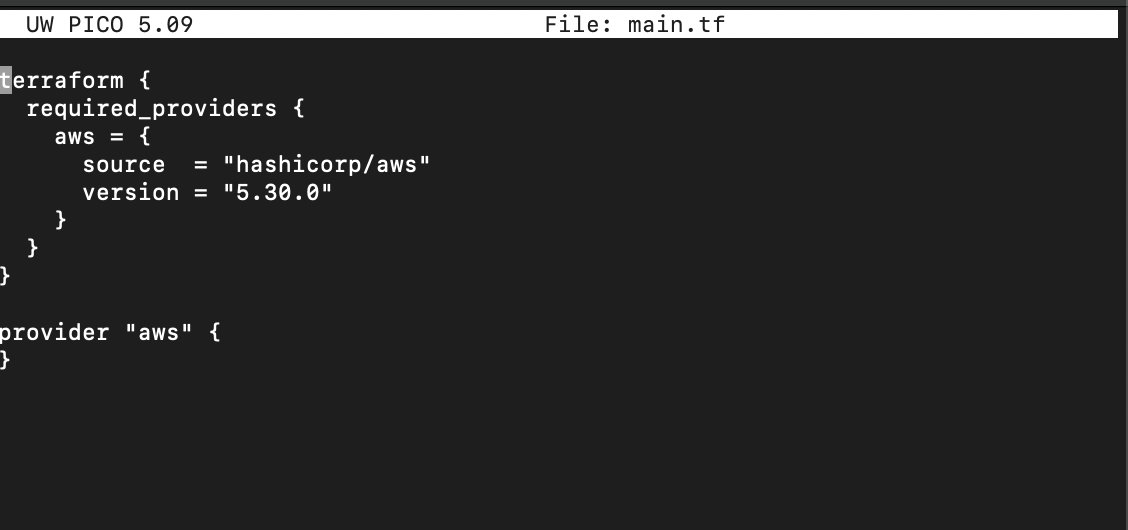 UW PICO 5.09 File: main.tf
terraform {
  required_providers {
    aws = {
      source  = "hashicorp/aws"
      version = "5.30.0"
    }
  }
}
provider "aws" {
}